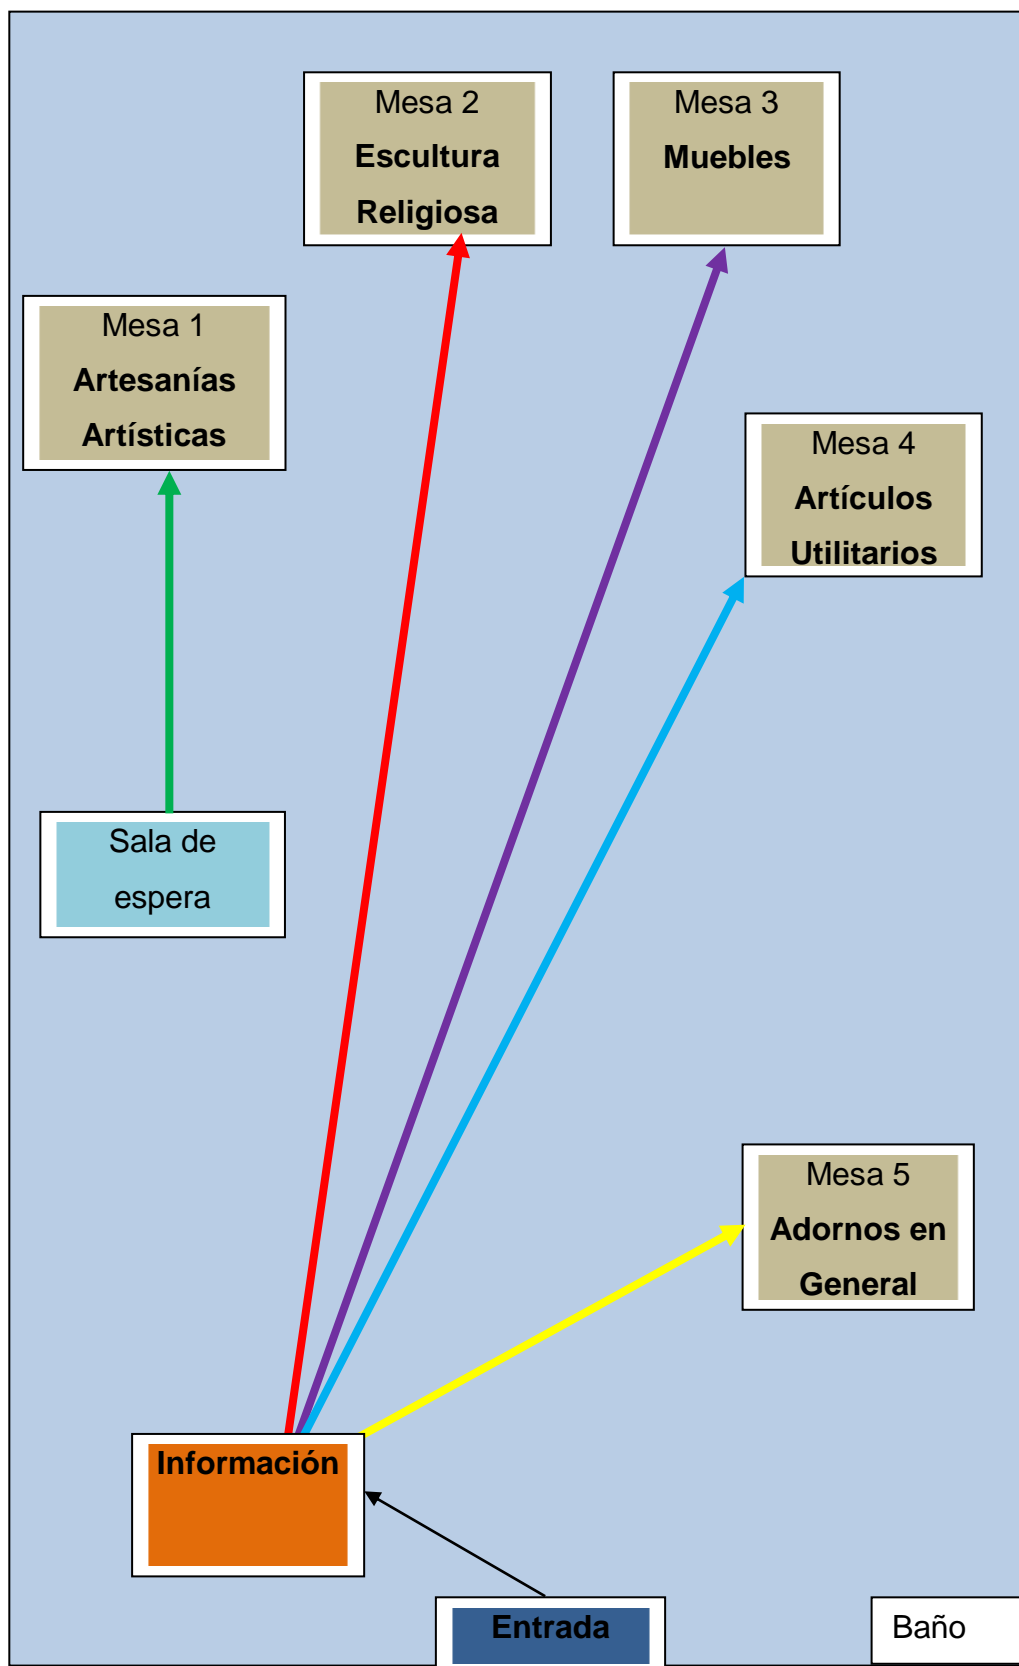 Mesa 2
Escultura
Religiosa
Mesa 3
Muebles
Mesa 1
Artesanías
Artísticas
Mesa 4
Artículos
Utilitarios
Sala de
espera
Mesa 5
Adornos en
General
Información
Entrada
Baño